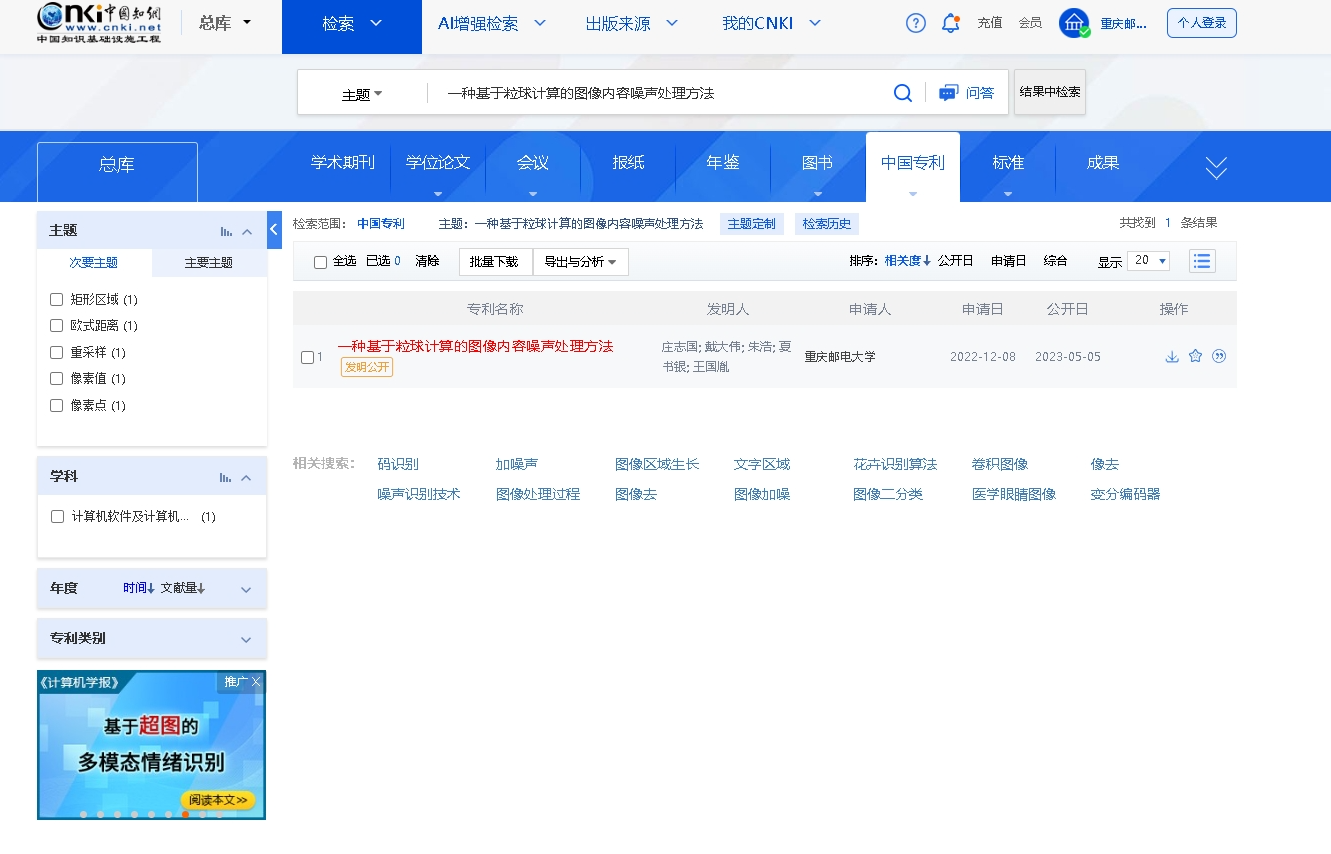 CNKI中国知网
www.cnki.net
中国知识基础设施工程
总库
检索
AI增强检索
出版来源
我的CNKI
充值
会员
重庆邮...
个人登录
主题
一种基于粒球计算的图像内容噪声处理方法
问答
结果中检索
总库
学术期刊
学位论文
会议
报纸
年鉴
图书
中国专利
标准
成果
检索范围: 中国专利 主题: 一种基于粒球计算的图像内容噪声处理方法 主题定制 检索历史 共找到 1 条结果
全选 已选 0 清除 批量下载 导出与分析 排序: 相关度↓ 公开日 申请日 综合 显示 20
专利名称 发明人 申请人 申请日 公开日 操作
1 一种基于粒球计算的图像内容噪声处理方法
发明公开
庄志国; 戴大伟; 朱浩; 夏
书银; 王国胤
重庆邮电大学
2022-12-08
2023-05-05
相关搜索: 码识别 加噪声 图像区域生长 文字区域 花卉识别算法 卷积图像 像去
噪声识别技术 图像处理过程 图像去 图像加噪 图像二分类 医学眼睛图像 变分编码器
主题
次要主题 主要主题
矩形区域 (1)
欧式距离 (1)
重采样 (1)
像素值 (1)
像素点 (1)
学科
计算机软件及计算机... (1)
年度 时间↓ 文献量↓
专利类别
《计算机学报》 推广 X
基于超图的
多模态情绪识别
阅读本文>>